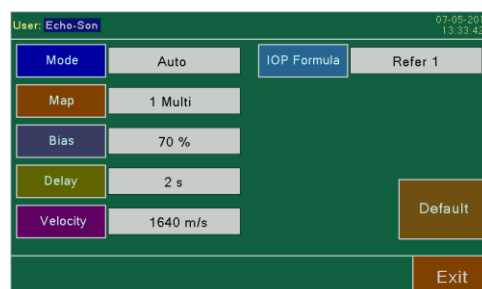 User: Echo-Son
07-05-201
13:33:42
Mode Auto
IOP Formula Refer 1
Map 1 Multi
Bias 70 %
Delay 2 s
Velocity 1640 m/s
Default
Exit